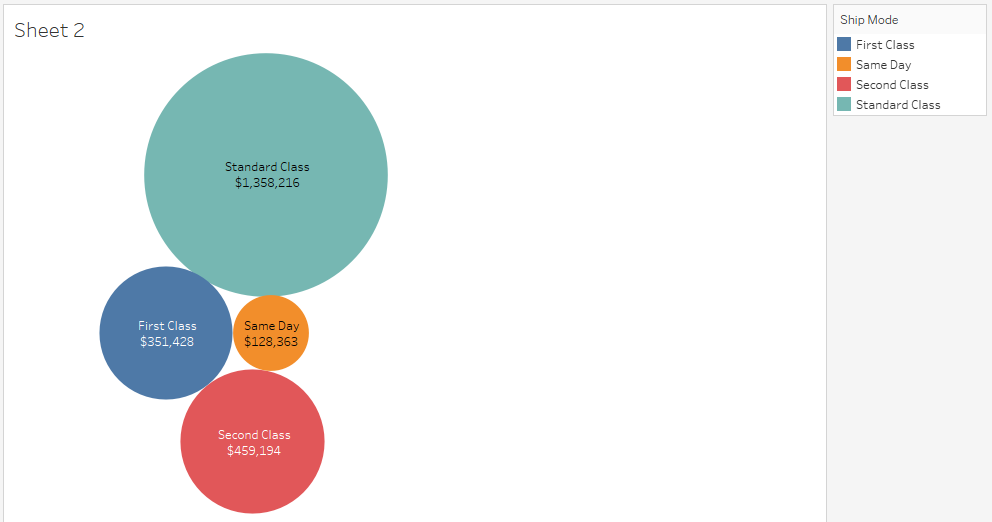 Sheet 2
Standard Class
$1,358,216
First Class
$351,428
Same Day
$128,363
Second Class
$459,194
Ship Mode
First Class
Same Day
Second Class
Standard Class